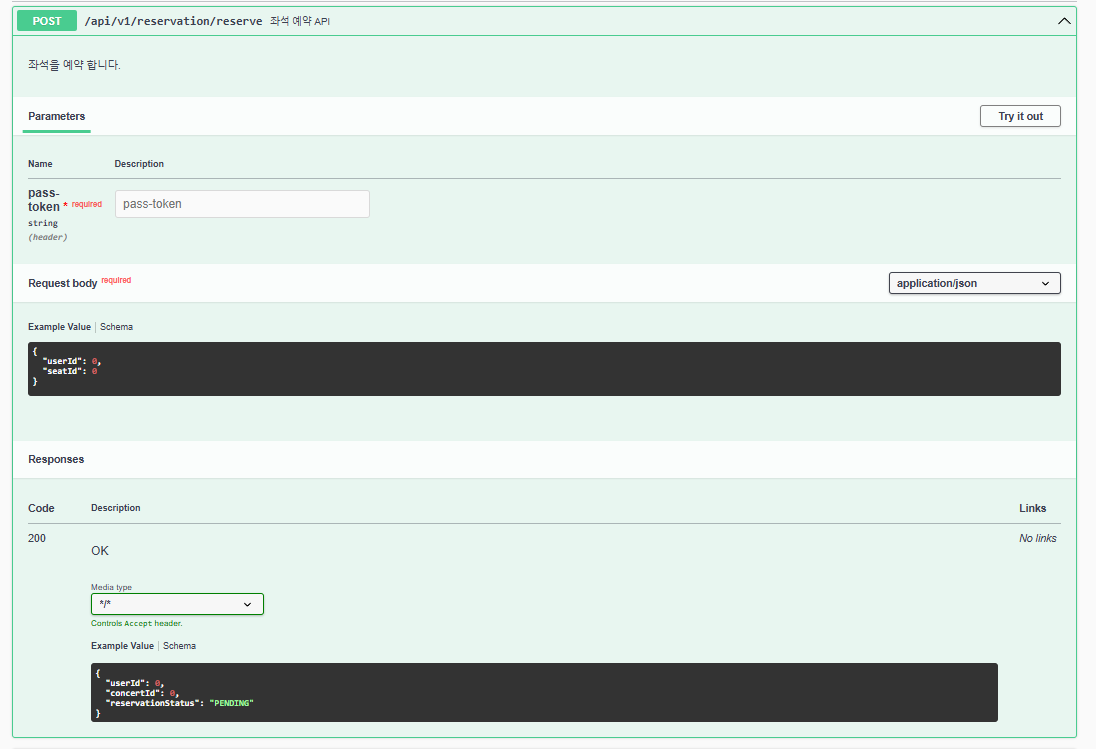 POST /api/v1/reservation/reserve 좌석 예약 API
좌석을 예약 합니다.
Parameters
Try it out
Name Description
pass-
token * required
string
(header)
pass-token
Request body required
application/json
Example Value | Schema
{
"userId": 0,
"seatId": 0
}
Responses
Code Description Links
200 OK No links
Media type
*/*
Controls Accept header.
Example Value | Schema
{
"userId": 0,
"concertId": 0,
"reservationStatus": "PENDING"
}